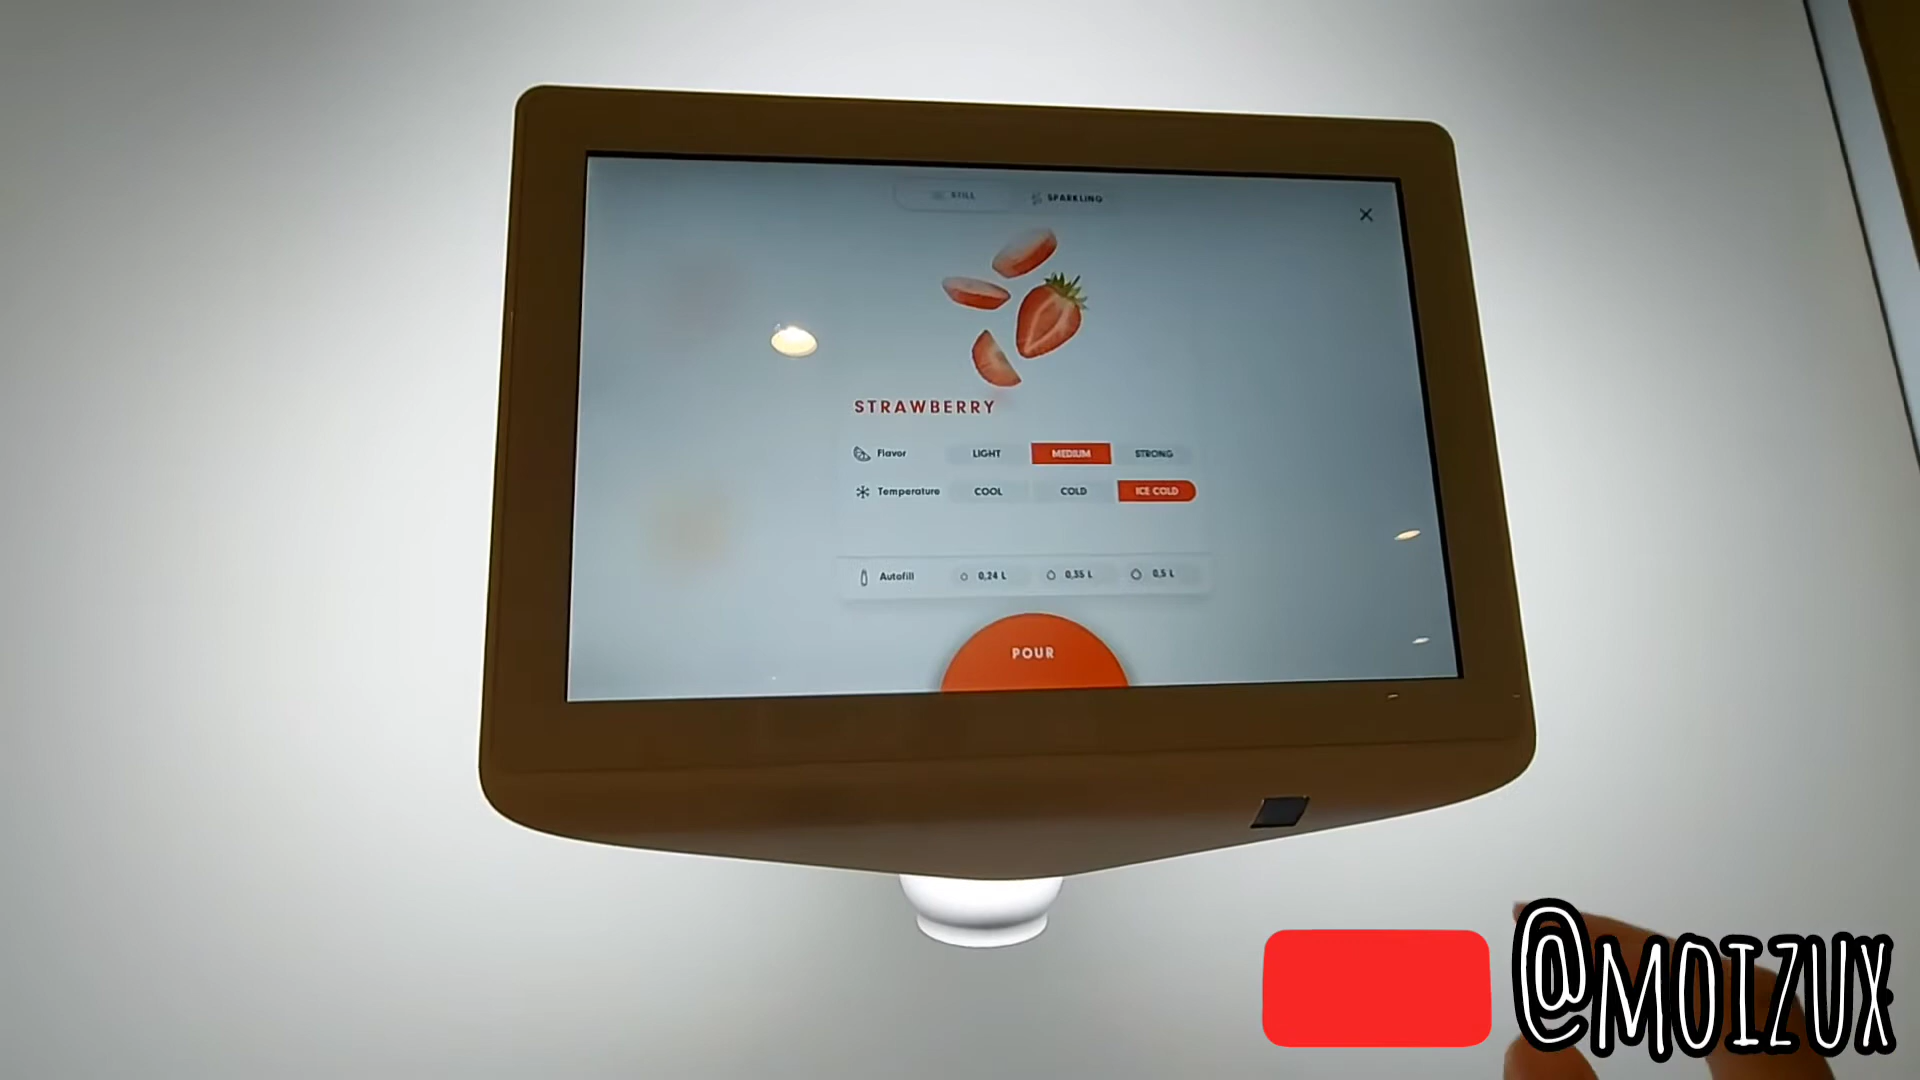 STILL SPARKLING
STRAWBERRY
Flavor LIGHT MEDIUM STRONG
Temperature COOL COLD ICE COLD
Autofill 0,24 L 0,35 L 0,5 L
POUR
@MOIZUX